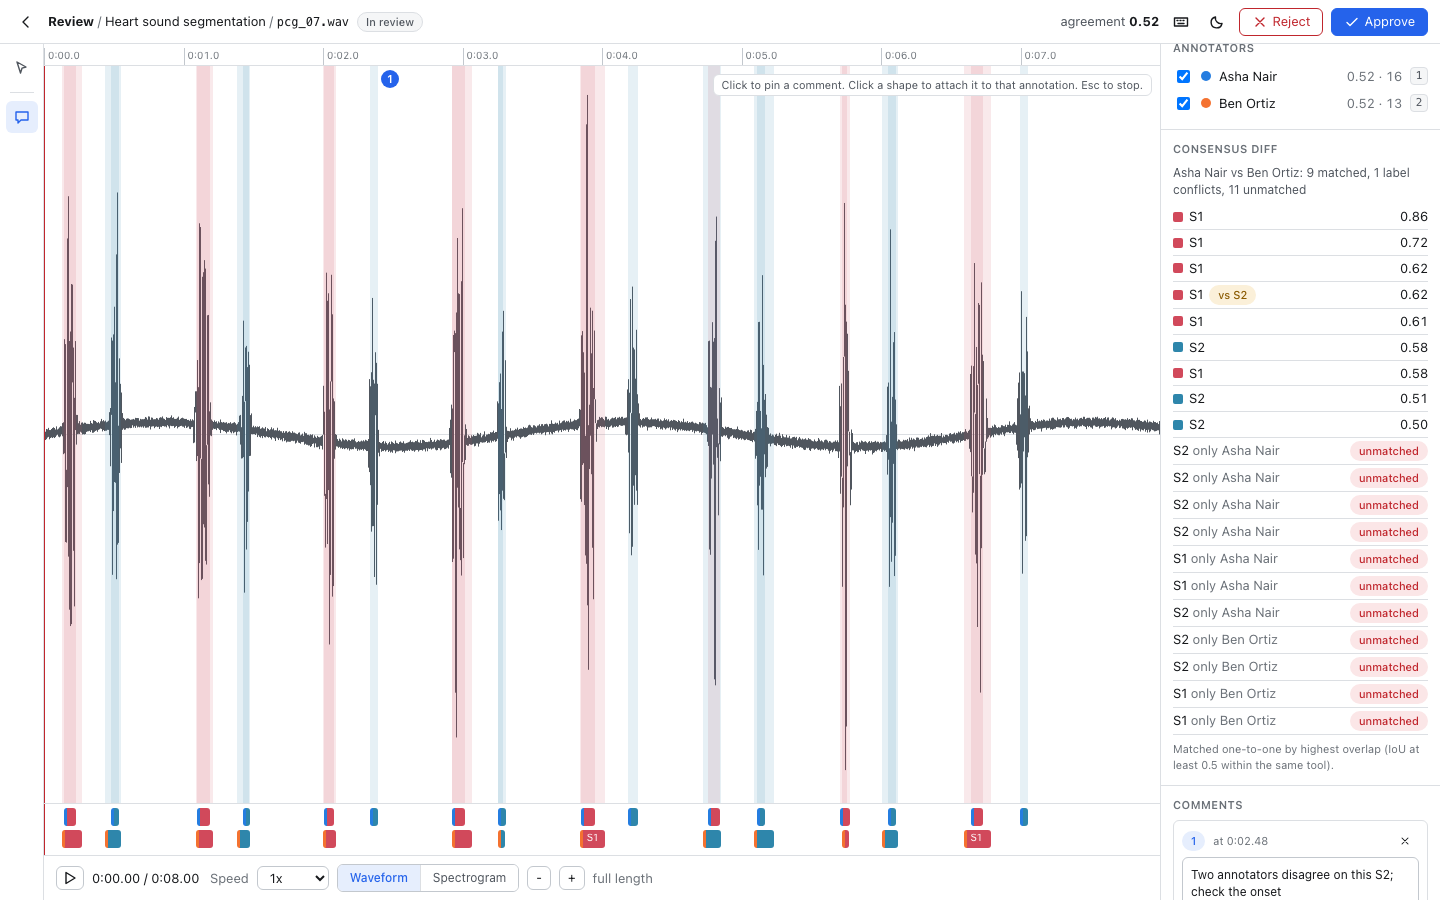 Review / Heart sound segmentation / pcg_07.wav In review
agreement 0.52 Reject Approve
0:00.0 0:01.0 0:02.0 0:03.0 0:04.0 0:05.0 0:06.0 0:07.0
1
Click to pin a comment. Click a shape to attach it to that annotation. Esc to stop.
S1
S1
0:00.00 / 0:08.00 Speed 1x Waveform Spectrogram - + full length
ANNOTATORS
Asha Nair 0.52 · 16 1
Ben Ortiz 0.52 · 13 2
CONSENSUS DIFF
Asha Nair vs Ben Ortiz: 9 matched, 1 label
conflicts, 11 unmatched
S1 0.86
S1 0.72
S1 0.62
S1 vs S2 0.62
S1 0.61
S2 0.58
S1 0.58
S2 0.51
S2 0.50
S2 only Asha Nair unmatched
S2 only Asha Nair unmatched
S2 only Asha Nair unmatched
S2 only Asha Nair unmatched
S1 only Asha Nair unmatched
S1 only Asha Nair unmatched
S2 only Asha Nair unmatched
S2 only Ben Ortiz unmatched
S2 only Ben Ortiz unmatched
S1 only Ben Ortiz unmatched
S1 only Ben Ortiz unmatched
Matched one-to-one by highest overlap (IoU at
least 0.5 within the same tool).
COMMENTS
1 at 0:02.48
Two annotators disagree on this S2;
check the onset